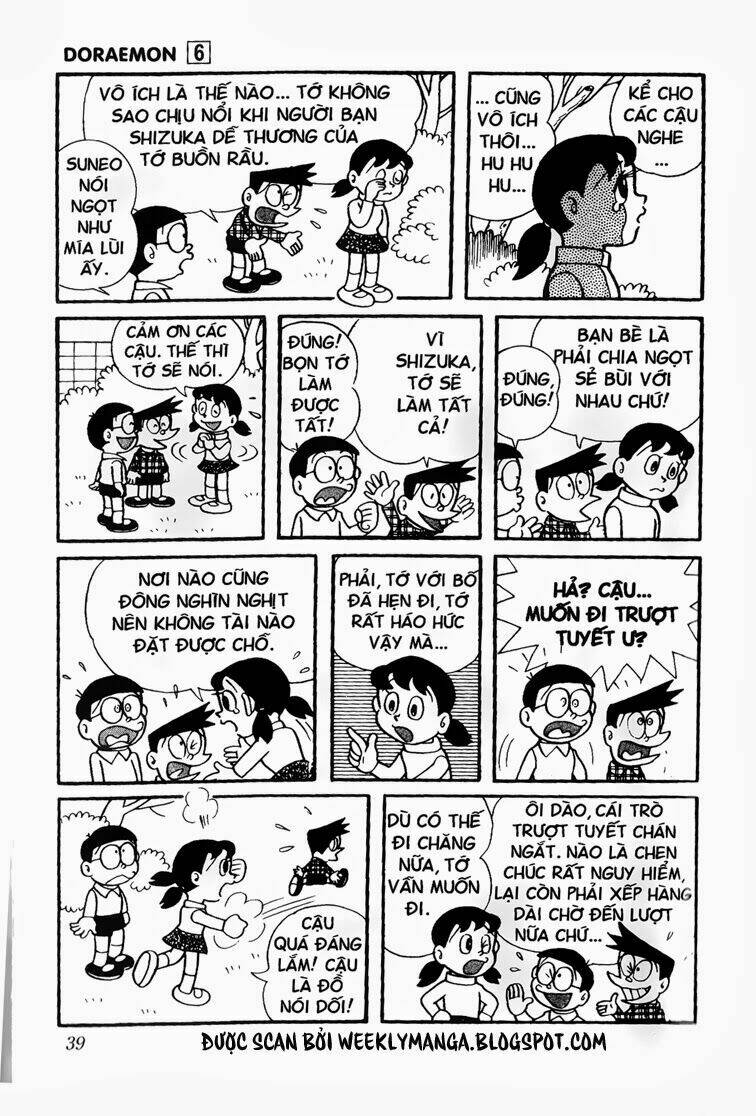 DORAEMON 6
KỂ CHO
CÁC CẬU
NGHE
...
... CŨNG
VÔ ÍCH
THÔI...
HU HU
HU...
VÔ ÍCH LÀ THẾ NÀO... TỚ KHÔNG
SAO CHỊU NỔI KHI NGƯỜI BẠN
SHIZUKA DỄ THƯƠNG CỦA
TỚ BUỒN RẦU.
SUNEO
NÓI
NGỌT
NHƯ
MÍA LÙI
ẤY.
BẠN BÈ LÀ
PHẢI CHIA NGỌT
SẺ BÙI VỚI
NHAU CHỨ!
ĐÚNG,
ĐÚNG!
VÌ
SHIZUKA,
TỚ SẼ
LÀM TẤT
CẢ!
ĐÚNG!
BỌN TỚ
LÀM
ĐƯỢC
TẤT!
CẢM ƠN CÁC
CẬU. THẾ THÌ
TỚ SẼ NÓI.
HẢ? CẬU...
MUỐN ĐI TRƯỢT
TUYẾT Ư?
PHẢI, TỚ VỚI BỐ
ĐÃ HẸN ĐI, TỚ
RẤT HÁO HỨC
VẬY MÀ...
NƠI NÀO CŨNG
ĐÔNG NGHÌN NGHỊT
NÊN KHÔNG TÀI NÀO
ĐẶT ĐƯỢC CHỖ.
ÔI DÀO, CÁI TRÒ
TRƯỢT TUYẾT CHÁN
NGẮT. NÀO LÀ CHEN
CHÚC RẤT NGUY HIỂM,
LẠI CÒN PHẢI XẾP HÀNG
DÀI CHỜ ĐẾN LƯỢT
NỮA CHỨ...
DÙ CÓ THẾ
ĐI CHĂNG
NỮA, TỚ
VẪN MUỐN
ĐI.
CẬU
QUÁ ĐÁNG
LẮM! CẬU
LÀ ĐỒ
NÓI DỐI!
39
ĐƯỢC SCAN BỞI WEEKLYMANGA.BLOGSPOT.COM